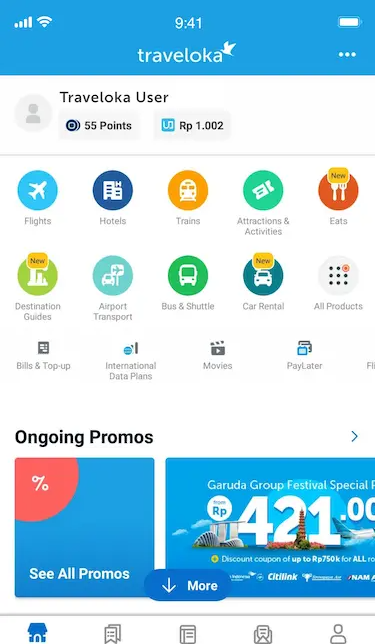 9:41
traveloka
Traveloka User
55 Points
Rp 1.002
Flights
Hotels
Trains
Attractions &
Activities
New
Eats
New
Destination
Guides
Airport
Transport
Bus & Shuttle
New
Car Rental
All Products
Bills & Top-up
International
Data Plans
Movies
PayLater
Fli
Ongoing Promos
%
See All Promos
Garuda Group Festival Special
Rp
421.00
Discount coupon of up to Rp750k for ALL ro
Citilink
NAM
More